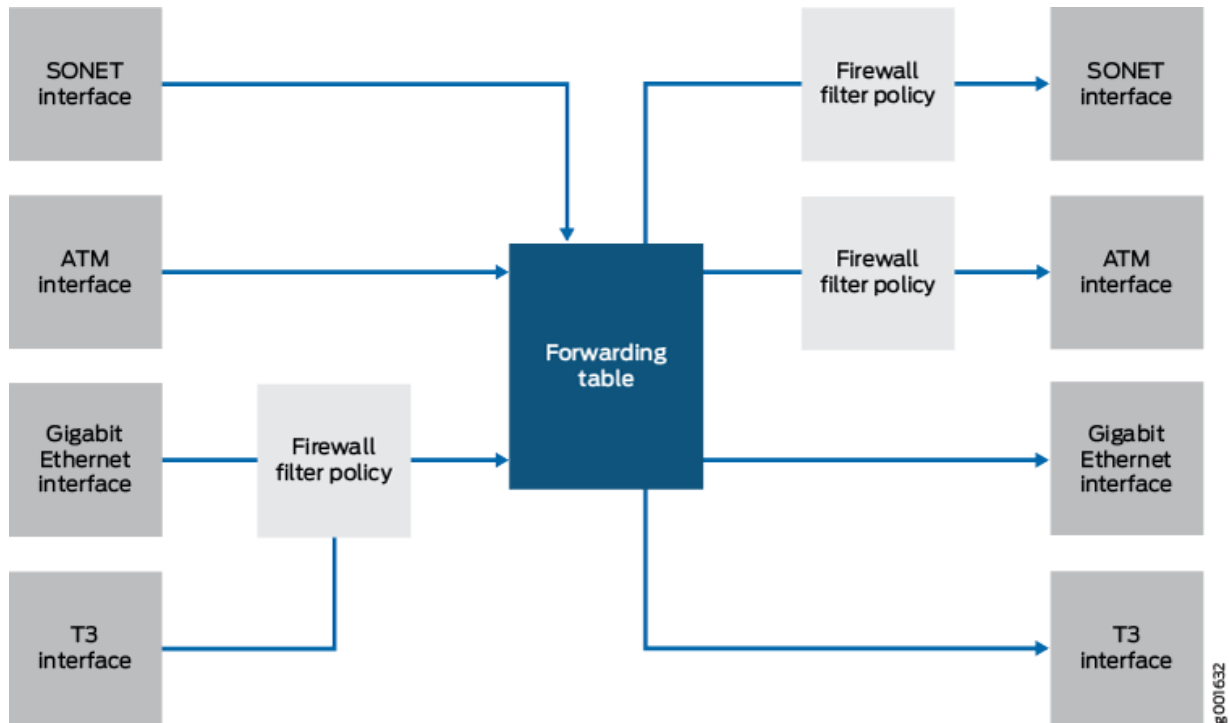 SONET
interface
Firewall
filter policy
SONET
interface
ATM
interface
Firewall
filter policy
ATM
interface
Forwarding
table
Gigabit
Ethernet
interface
Firewall
filter policy
Gigabit
Ethernet
interface
T3
interface
T3
interface
g001632